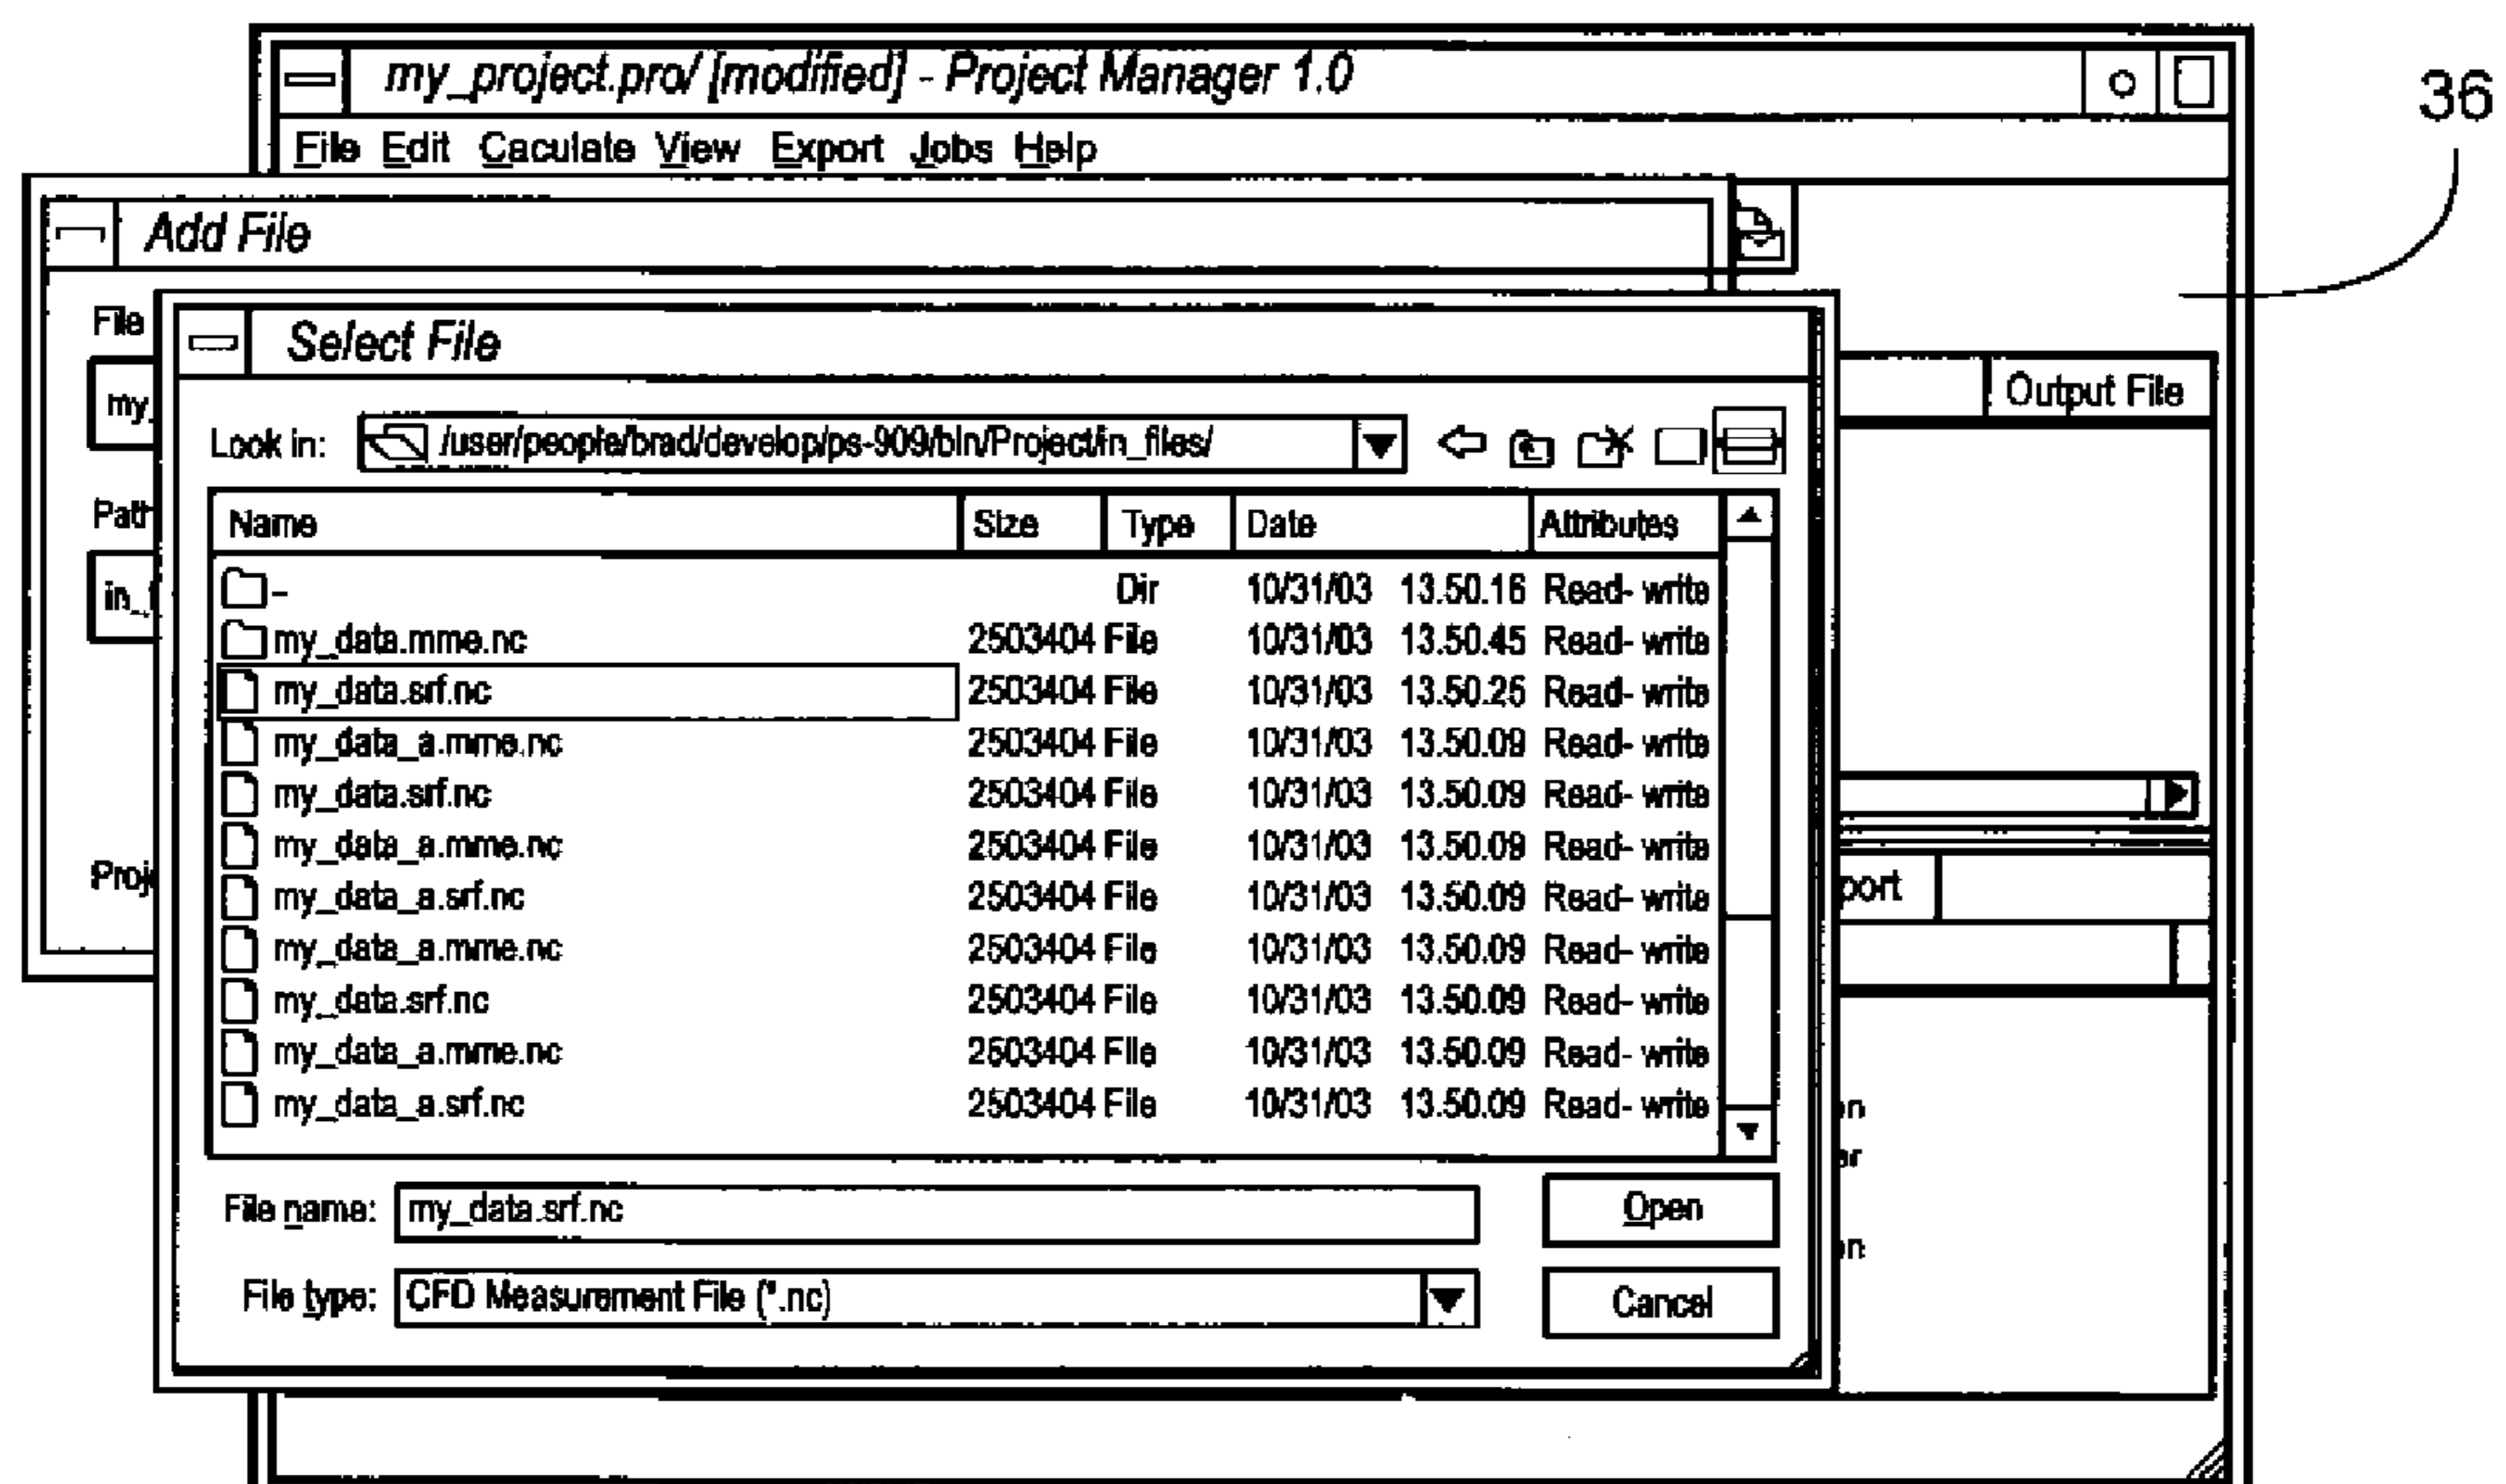 my_project.pro/ [modified] - Project Manager 1.0
36
File Edit Caculate View Export Jobs Help
Add File
File
Select File
my_
Output File
Look in: /user/people/brad/develop/ps-909/bin/Project/in_files/
Path
Name Size Type Date Attributes
in_f
- Dir 10/31/03 13.50.16 Read- write
my_data.mme.nc 2503404 File 10/31/03 13.50.45 Read- write
my_data.srf.nc 2503404 File 10/31/03 13.50.25 Read- write
my_data_a.mme.nc 2503404 File 10/31/03 13.50.09 Read- write
my_data.srf.nc 2503404 File 10/31/03 13.50.09 Read- write
my_data_a.mme.nc 2503404 File 10/31/03 13.50.09 Read- write
Proj
my_data_a.srf.nc 2503404 File 10/31/03 13.50.09 Read- write
port
my_data_a.mme.nc 2503404 File 10/31/03 13.50.09 Read- write
my_data.srf.nc 2503404 File 10/31/03 13.50.09 Read- write
my_data_a.mme.nc 2503404 File 10/31/03 13.50.09 Read- write
my_data_a.srf.nc 2503404 File 10/31/03 13.50.09 Read- write
on
er
File name: my_data.srf.nc Open
on
File type: CFD Measurement File (*.nc) Cancel